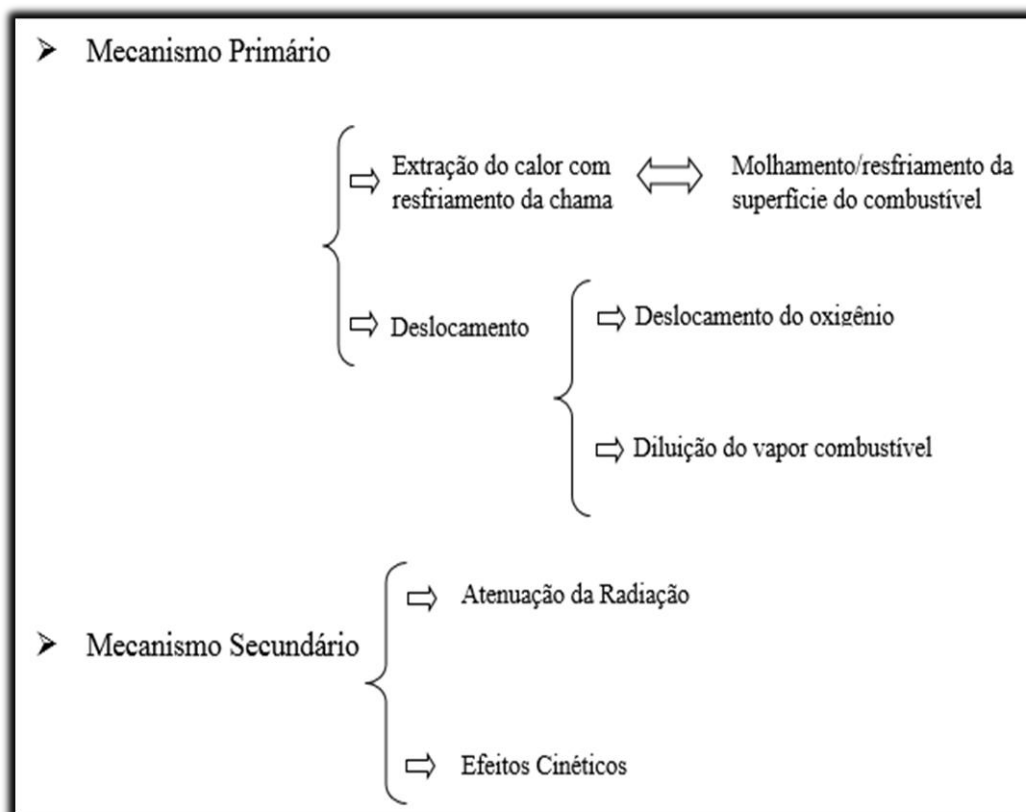 Mecanismo Primário
Extração do calor com
resfriamento da chama
Molhamento/resfriamento da
superfície do combustível
Deslocamento
Deslocamento do oxigênio
Diluição do vapor combustível
Mecanismo Secundário
Atenuação da Radiação
Efeitos Cinéticos